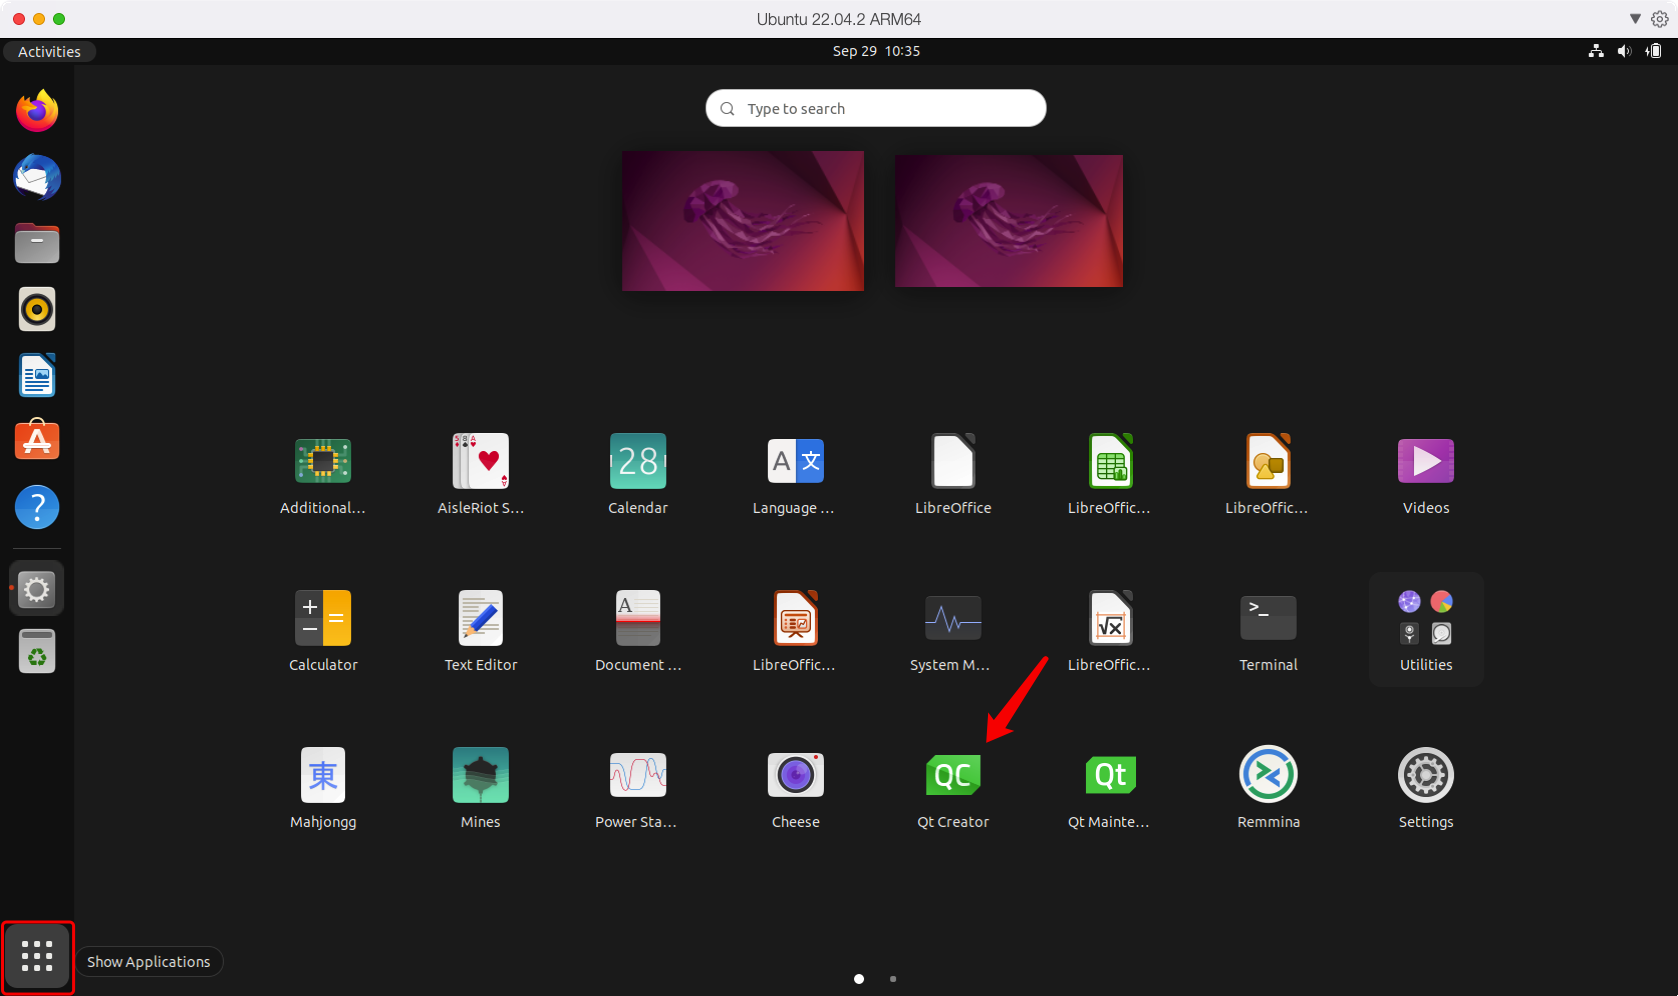 Ubuntu 22.04.2 ARM64
Activities
Sep 29 10:35
Type to search
28
A 文
Additional...
AisleRiot S...
Calendar
Language ...
LibreOffice
LibreOffic...
LibreOffic...
Videos
A
>_
Calculator
Text Editor
Document ...
LibreOffic...
System M...
LibreOffic...
Terminal
Utilities
東
QC
Qt
Mahjongg
Mines
Power Sta...
Cheese
Qt Creator
Qt Mainte...
Remmina
Settings
Show Applications